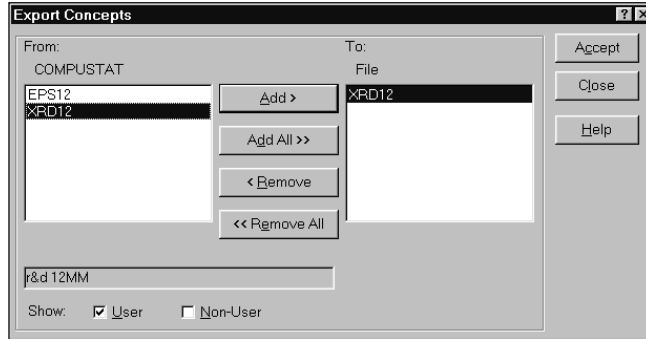 Export Concepts
From:
COMPUSTAT
EPS12
XRD12
Add >
Add All >>
< Remove
<< Remove All
To:
File
XRD12
Accept
Close
Help
r&d 12MM
Show: User Non-User